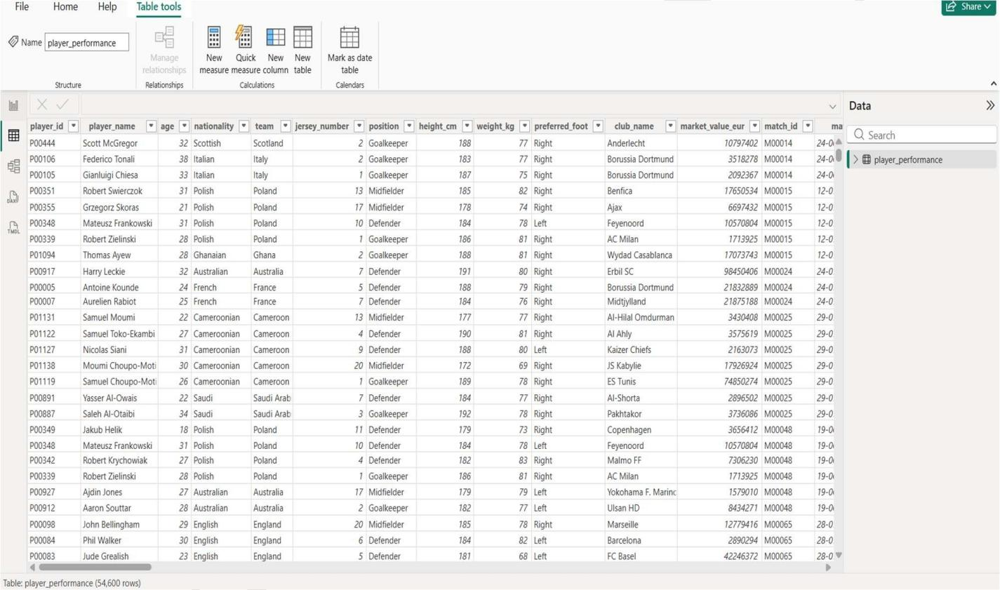 File Home Help Table tools Share
Name player_performance
Manage relationships
New measure Quick measure New column New table
Mark as date table
Structure Relationships Calculations Calendars
Data
Search
player_performance
DAX
TMDL
player_id player_name age nationality team jersey_number position height_cm weight_kg preferred_foot club_name market_value_eur match_id ma
P00444 Scott McGregor 32 Scottish Scotland 2 Goalkeeper 188 77 Right Anderlecht 10797402 M00014 24-0
P00106 Federico Tonali 38 Italian Italy 2 Goalkeeper 183 77 Right Borussia Dortmund 3518278 M00014 24-0
P00105 Gianluigi Chiesa 33 Italian Italy 1 Goalkeeper 187 75 Right Borussia Dortmund 2092367 M00014 24-0
P00351 Robert Swierczok 31 Polish Poland 13 Midfielder 185 82 Right Benfica 17650534 M00015 12-0
P00355 Grzegorz Skoras 21 Polish Poland 17 Midfielder 178 74 Right Ajax 6697432 M00015 12-0
P00348 Mateusz Frankowski 31 Polish Poland 10 Defender 184 78 Left Feyenoord 10570804 M00015 12-0
P00339 Robert Zielinski 28 Polish Poland 1 Goalkeeper 186 81 Right AC Milan 1713925 M00015 12-0
P01094 Thomas Ayew 28 Ghanaian Ghana 2 Goalkeeper 188 81 Right Wydad Casablanca 17073743 M00015 12-0
P00917 Harry Leckie 32 Australian Australia 7 Defender 191 80 Right Erbil SC 98450406 M00024 24-0
P00005 Antoine Kounde 24 French France 5 Defender 188 79 Right Borussia Dortmund 21832889 M00024 24-0
P00007 Aurelien Rabiot 25 French France 7 Defender 184 76 Right Midtjylland 21875188 M00024 24-0
P01131 Samuel Moumi 22 Cameroonian Cameroon 13 Midfielder 177 77 Right Al-Hilal Omdurman 3430408 M00025 29-0
P01122 Samuel Toko-Ekambi 27 Cameroonian Cameroon 4 Defender 190 81 Right Al Ahly 3575619 M00025 29-0
P01127 Nicolas Siani 31 Cameroonian Cameroon 9 Defender 188 80 Left Kaizer Chiefs 2163073 M00025 29-0
P01138 Moumi Choupo-Moti 30 Cameroonian Cameroon 20 Midfielder 172 69 Right JS Kabylie 17926924 M00025 29-0
P01119 Samuel Choupo-Moti 26 Cameroonian Cameroon 1 Goalkeeper 189 78 Right ES Tunis 74850274 M00025 29-0
P00891 Yasser Al-Owais 22 Saudi Saudi Arab 7 Defender 184 77 Right Al-Shorta 2896502 M00025 29-0
P00887 Saleh Al-Otaibi 34 Saudi Saudi Arab 3 Goalkeeper 192 78 Right Pakhtakor 3736086 M00025 29-0
P00349 Jakub Helik 18 Polish Poland 11 Defender 179 73 Right Copenhagen 3656412 M00048 19-0
P00348 Mateusz Frankowski 31 Polish Poland 10 Defender 184 78 Left Feyenoord 10570804 M00048 19-0
P00342 Robert Krychowiak 27 Polish Poland 4 Defender 182 83 Right Malmo FF 7306230 M00048 19-0
P00339 Robert Zielinski 28 Polish Poland 1 Goalkeeper 186 81 Right AC Milan 1713925 M00048 19-0
P00927 Ajdin Jones 27 Australian Australia 17 Midfielder 179 79 Left Yokohama F. Marinc 1579010 M00048 19-0
P00912 Aaron Souttar 28 Australian Australia 2 Goalkeeper 182 77 Left Ulsan HD 8434271 M00048 19-0
P00098 John Bellingham 29 English England 20 Midfielder 185 78 Right Marseille 12779416 M00065 28-0
P00084 Phil Walker 30 English England 6 Defender 184 82 Left Barcelona 2890294 M00065 28-0
P00083 Jude Grealish 23 English England 5 Defender 181 68 Left FC Basel 42246372 M00065 28-0
Table: player_performance (54,600 rows)